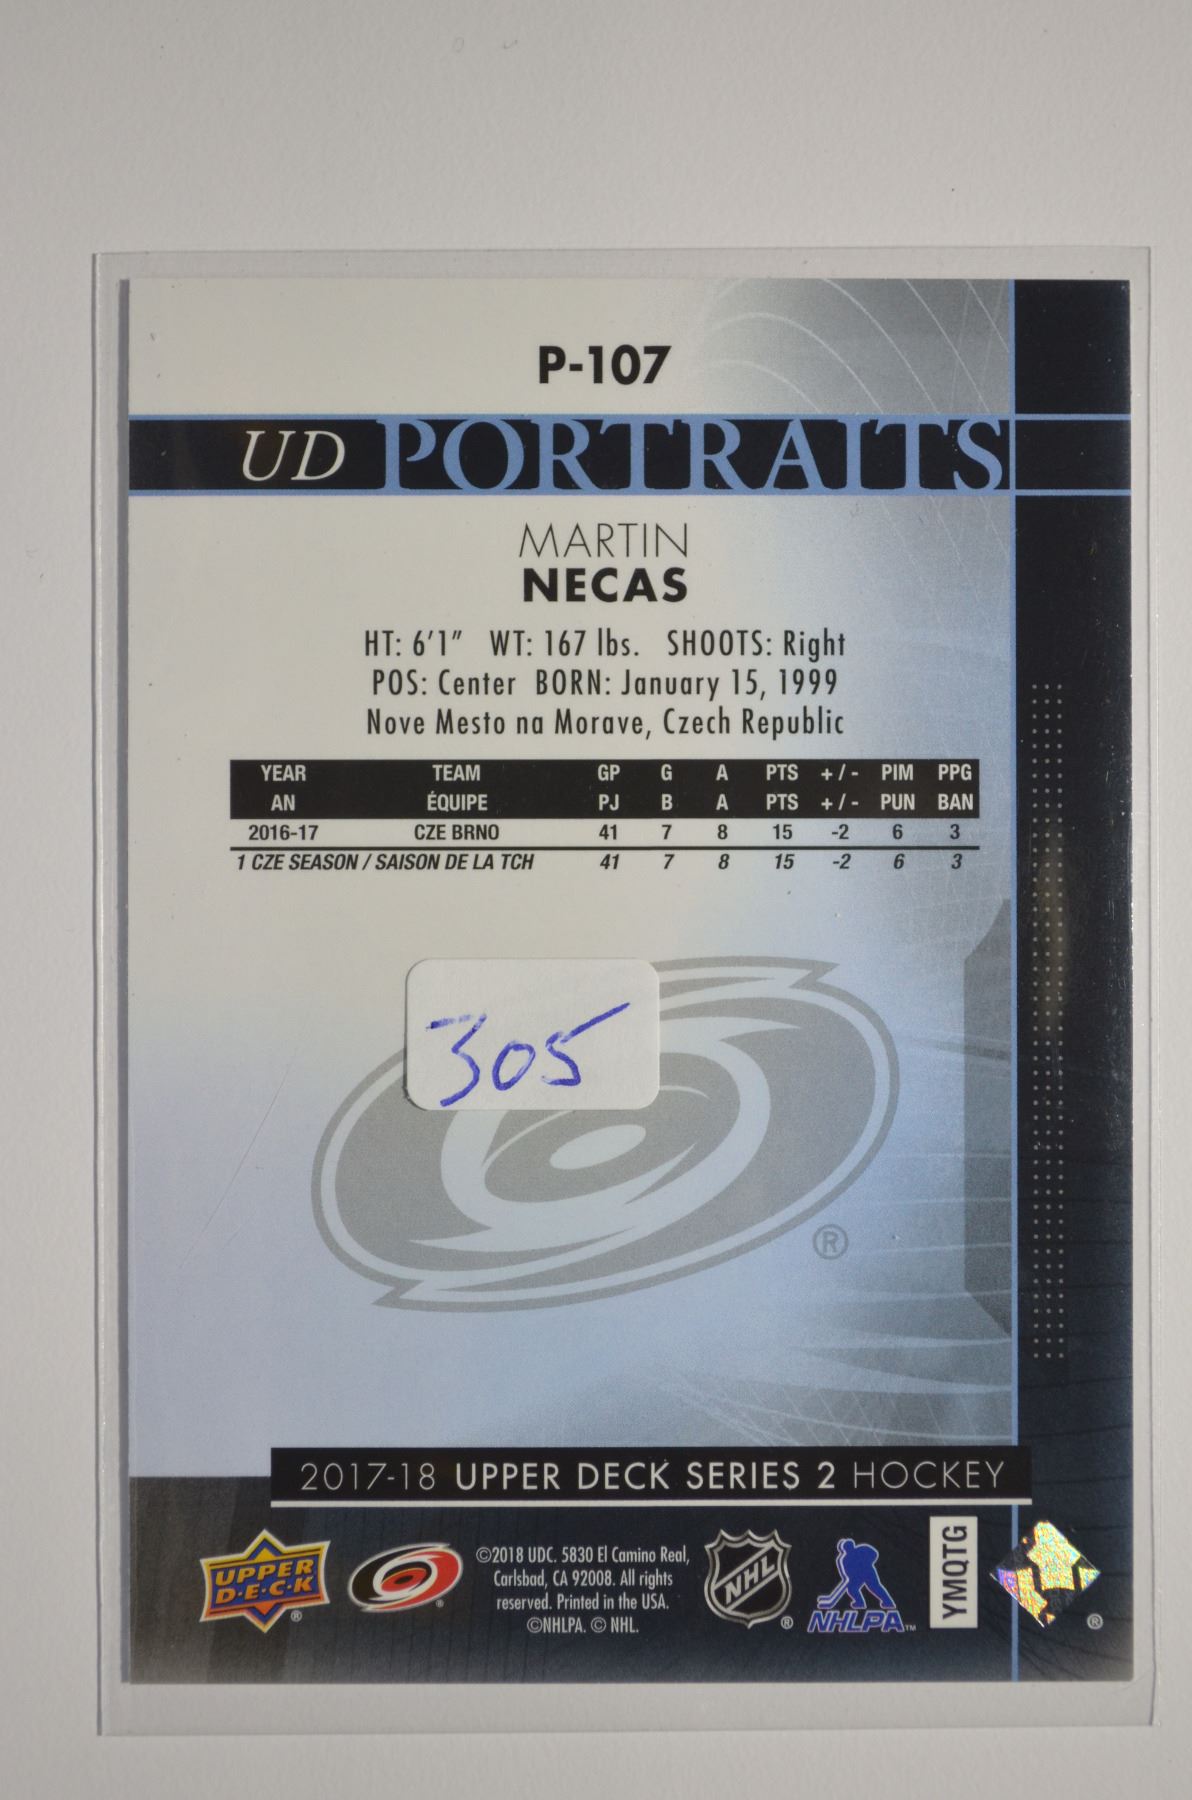 P-107
UD PORTRAITS
MARTIN
NECAS
HT: 6'1" WT: 167 lbs. SHOOTS: Right
POS: Center BORN: January 15, 1999
Nove Mesto na Morave, Czech Republic
YEAR TEAM GP G A PTS +/- PIM PPG
AN ÉQUIPE PJ B A PTS +/- PUN BAN
2016-17 CZE BRNO 41 7 8 15 -2 6 3
1 CZE SEASON / SAISON DE LA TCH 41 7 8 15 -2 6 3
305
®
2017-18 UPPER DECK SERIES 2 HOCKEY
UPPER
D·E·C·K
®
®
©2018 UDC. 5830 El Camino Real,
Carlsbad, CA 92008. All rights
reserved. Printed in the USA.
©NHLPA. © NHL.
NHL
®
NHLPA™
YMQTG
®